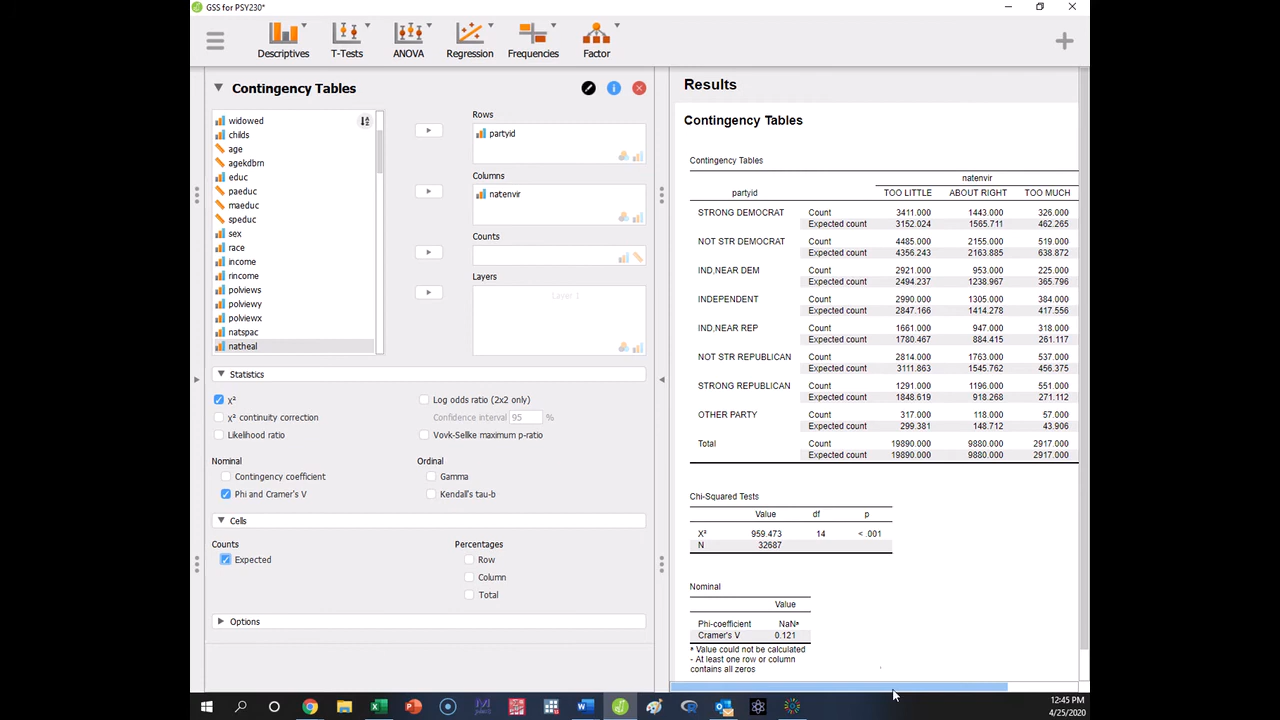 GSS for PSY230*
Descriptives T-Tests ANOVA Regression Frequencies Factor
Contingency Tables
widowed
childs
age
agekdbrn
educ
paeduc
maeduc
speduc
sex
race
income
rincome
polviews
polviewy
polviewx
natspac
natheal
Rows
partyid
Columns
natenvir
Counts
Layers
Layer 1
Statistics
χ²
χ² continuity correction
Likelihood ratio
Log odds ratio (2x2 only)
Confidence interval 95 %
Vovk-Sellke maximum p-ratio
Nominal
Contingency coefficient
Phi and Cramer's V
Ordinal
Gamma
Kendall's tau-b
Cells
Counts
Expected
Percentages
Row
Column
Total
Options
Results
Contingency Tables
Contingency Tables
natenvir
partyid TOO LITTLE ABOUT RIGHT TOO MUCH
STRONG DEMOCRAT Count 3411.000 1443.000 326.000
Expected count 3152.024 1565.711 462.265
NOT STR DEMOCRAT Count 4485.000 2155.000 519.000
Expected count 4356.243 2163.885 638.872
IND,NEAR DEM Count 2921.000 953.000 225.000
Expected count 2494.237 1238.967 365.796
INDEPENDENT Count 2990.000 1305.000 384.000
Expected count 2847.166 1414.278 417.556
IND,NEAR REP Count 1661.000 947.000 318.000
Expected count 1780.467 884.415 261.117
NOT STR REPUBLICAN Count 2814.000 1763.000 537.000
Expected count 3111.863 1545.762 456.375
STRONG REPUBLICAN Count 1291.000 1196.000 551.000
Expected count 1848.619 918.268 271.112
OTHER PARTY Count 317.000 118.000 57.000
Expected count 299.381 148.712 43.906
Total Count 19890.000 9880.000 2917.000
Expected count 19890.000 9880.000 2917.000
Chi-Squared Tests
Value df p
X² 959.473 14 < .001
N 32687
Nominal
Value
Phi-coefficient NaNᵃ
Cramer's V 0.121
ᵃ Value could not be calculated
- At least one row or column
contains all zeros
12:45 PM
4/25/2020